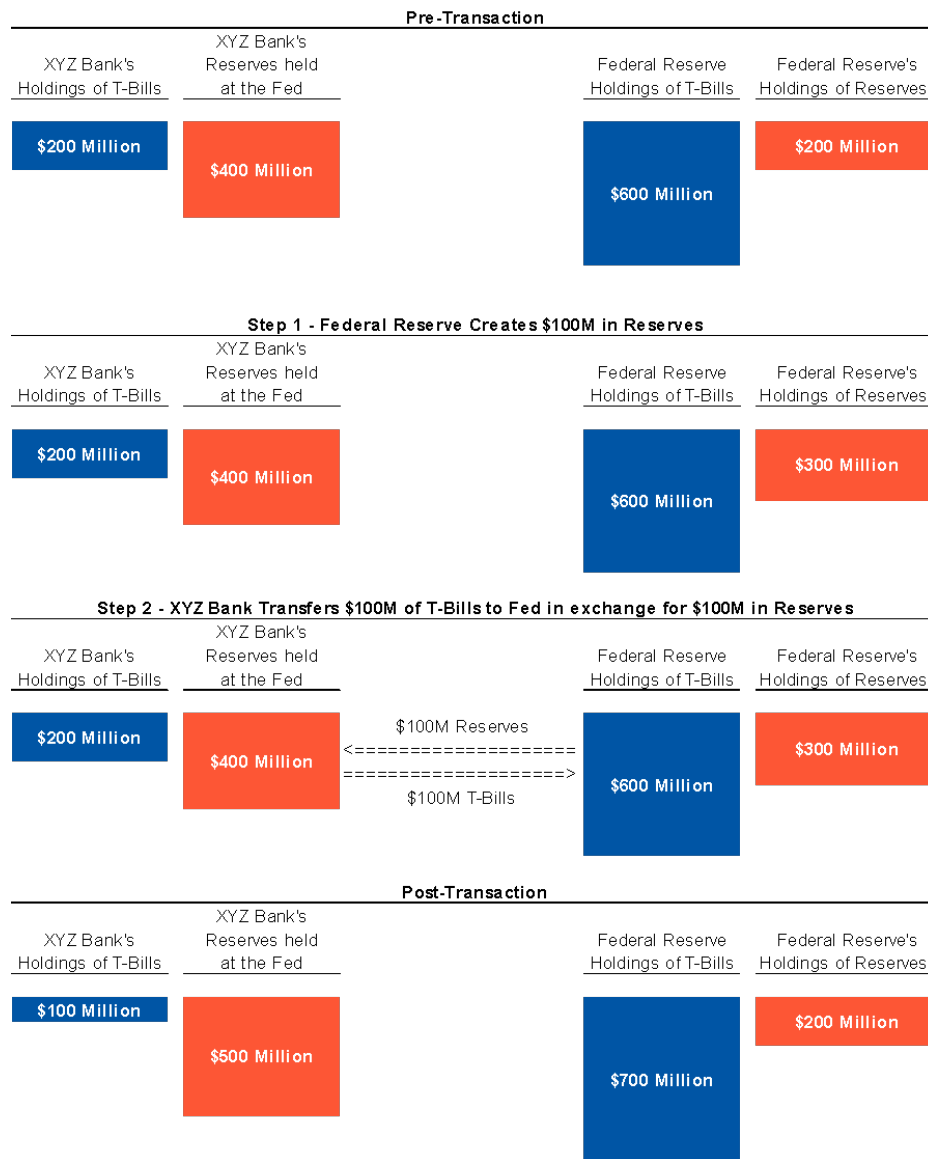 Pre-Transaction
XYZ Bank's
XYZ Bank's Reserves held Federal Reserve Federal Reserve's
Holdings of T-Bills at the Fed Holdings of T-Bills Holdings of Reserves
$200 Million $200 Million
$400 Million
$600 Million
Step 1 - Federal Reserve Creates $100M in Reserves
XYZ Bank's
XYZ Bank's Reserves held Federal Reserve Federal Reserve's
Holdings of T-Bills at the Fed Holdings of T-Bills Holdings of Reserves
$200 Million
$300 Million
$400 Million
$600 Million
Step 2 - XYZ Bank Transfers $100M of T-Bills to Fed in exchange for $100M in Reserves
XYZ Bank's
XYZ Bank's Reserves held Federal Reserve Federal Reserve's
Holdings of T-Bills at the Fed Holdings of T-Bills Holdings of Reserves
$100M Reserves
$200 Million
<===================
$300 Million
$400 Million
===================>
$600 Million
$100M T-Bills
Post-Transaction
XYZ Bank's
XYZ Bank's Reserves held Federal Reserve Federal Reserve's
Holdings of T-Bills at the Fed Holdings of T-Bills Holdings of Reserves
$100 Million
$200 Million
$500 Million
$700 Million